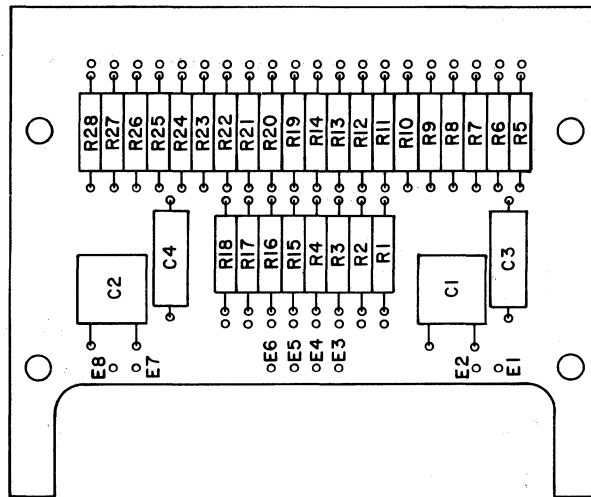 R28 R27 R26 R25 R24 R23 R22 R21 R20 R19 R14 R13 R12 R11 R10 R9 R8 R7 R6 R5
C4 R18 R17 R16 R15 R4 R3 R2 R1 C3
C2 C1
E8 E7 E6 E5 E4 E3 E2 E1